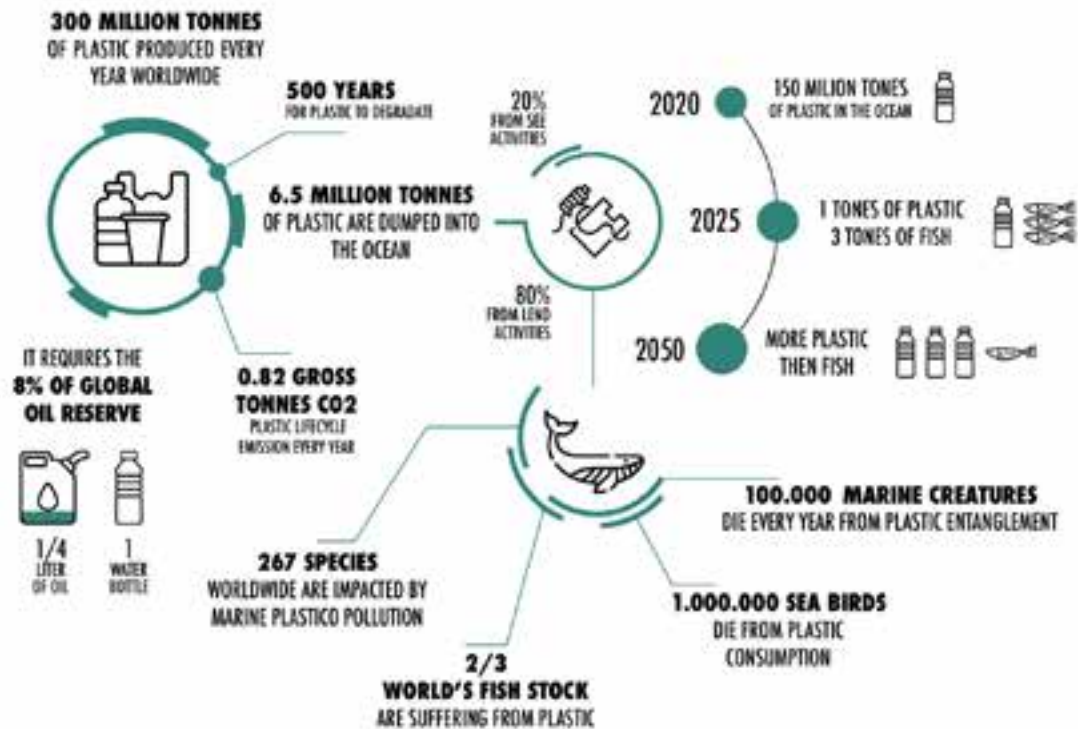 300 MILLION TONNES
OF PLASTIC PRODUCED EVERY
YEAR WORLDWIDE
500 YEARS
FOR PLASTIC TO DEGRADATE
6.5 MILLION TONNES
OF PLASTIC ARE DUMPED INTO
THE OCEAN
0.82 GROSS
TONNES CO2
PLASTIC LIFECYCLE
EMISSION EVERY YEAR
IT REQUIRES THE
8% OF GLOBAL
OIL RESERVE
1/4
LITER
OF OIL
1
WATER
BOTTLE
20%
FROM SEE
ACTIVITIES
80%
FROM LEND
ACTIVITIES
2020
150 MILION TONES
OF PLASTIC IN THE OCEAN
2025
1 TONES OF PLASTIC
3 TONES OF FISH
2050
MORE PLASTIC
THEN FISH
267 SPECIES
WORLDWIDE ARE IMPACTED BY
MARINE PLASTICO POLLUTION
2/3
WORLD'S FISH STOCK
ARE SUFFERING FROM PLASTIC
1.000.000 SEA BIRDS
DIE FROM PLASTIC
CONSUMPTION
100.000 MARINE CREATURES
DIE EVERY YEAR FROM PLASTIC ENTANGLEMENT